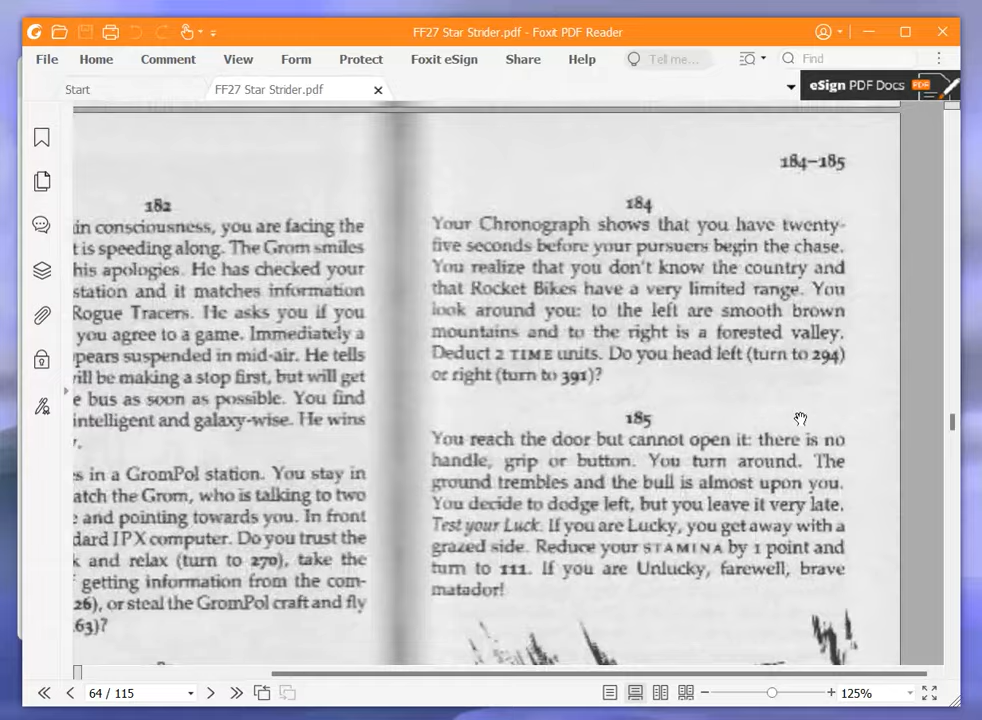 FF27 Star Strider.pdf - Foxit PDF Reader
File Home Comment View Form Protect Foxit eSign Share Help Tell me... Find
Start FF27 Star Strider.pdf eSign PDF Docs
182
in consciousness, you are facing the
t is speeding along. The Grom smiles
his apologies. He has checked your
station and it matches information
Rogue Tracers. He asks you if you
you agree to a game. Immediately a
pears suspended in mid-air. He tells
ill be making a stop first, but will get
e bus as soon as possible. You find
intelligent and galaxy-wise. He wins
y.
es in a GromPol station. You stay in
atch the Grom, who is talking to two
e and pointing towards you. In front
dard IPX computer. Do you trust the
k and relax (turn to 270), take the
f getting information from the com-
26), or steal the GromPol craft and fly
63)?
184–185
184
Your Chronograph shows that you have twenty-
five seconds before your pursuers begin the chase.
You realize that you don't know the country and
that Rocket Bikes have a very limited range. You
look around you: to the left are smooth brown
mountains and to the right is a forested valley.
Deduct 2 TIME units. Do you head left (turn to 294)
or right (turn to 391)?
185
You reach the door but cannot open it: there is no
handle, grip or button. You turn around. The
ground trembles and the bull is almost upon you.
You decide to dodge left, but you leave it very late.
Test your Luck. If you are Lucky, you get away with a
grazed side. Reduce your STAMINA by 1 point and
turn to 111. If you are Unlucky, farewell, brave
matador!
64 / 115 125%